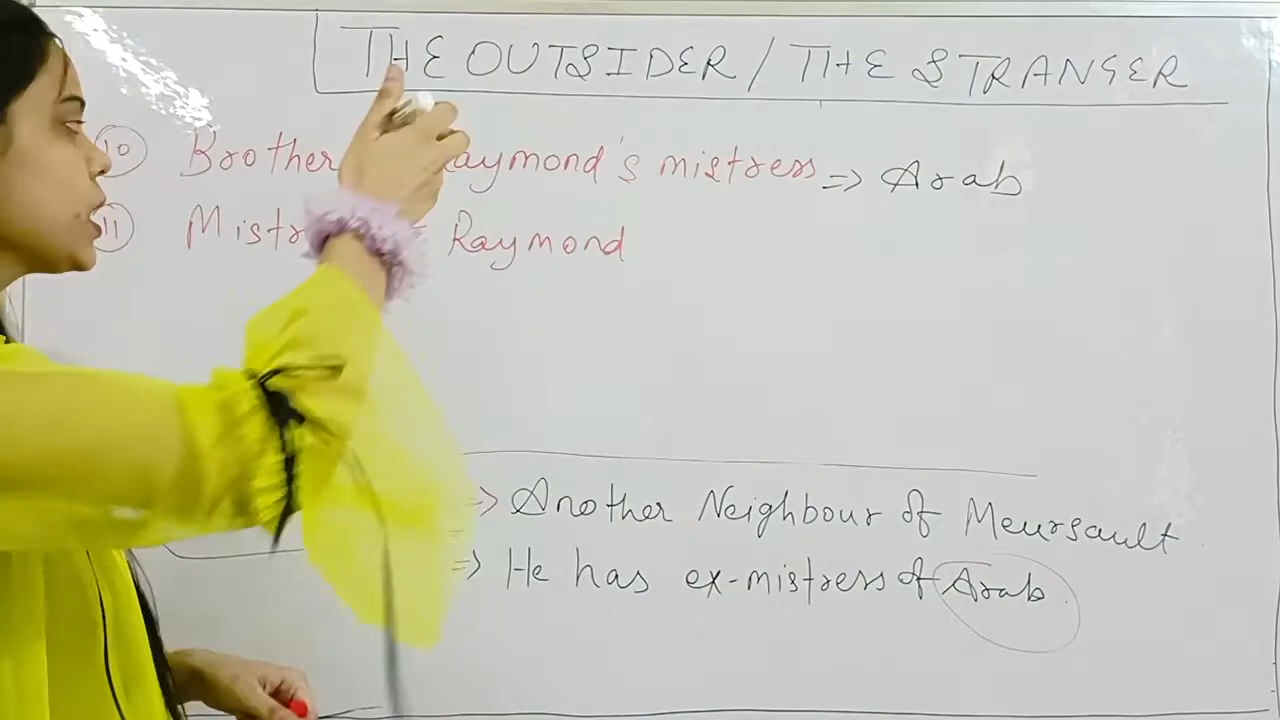 THE OUTSIDER / THE STRANGER
10 Brother Raymond's mistress => Arab
11 Raymond
=> Another Neighbour of Meursault
=> He has ex-mistress of Arab.